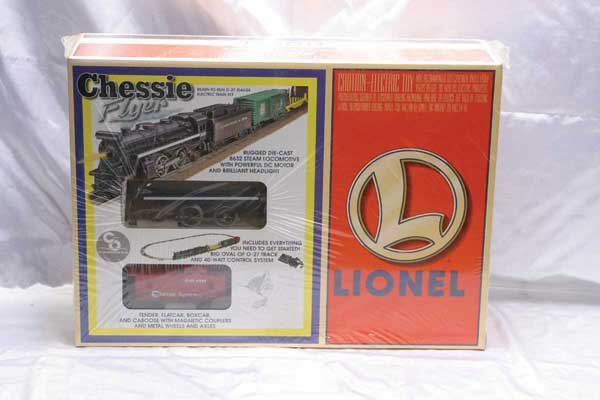 Chessie
Flyer
READY-TO-RUN O-27 GAUGE
ELECTRIC TRAIN SET
RUGGED DIE-CAST
8632 STEAM LOCOMOTIVE
WITH POWERFUL DC MOTOR
AND BRILLIANT HEADLIGHT
INCLUDES EVERYTHING
YOU NEED TO GET STARTED!
BIG OVAL OF O-27 TRACK
AND 40-WATT CONTROL SYSTEM
Chessie System
TENDER, FLATCAR, BOXCAR,
AND CABOOSE WITH MAGNETIC COUPLERS
AND METAL WHEELS AND AXLES
CAUTION—ELECTRIC TOY
L
LIONEL